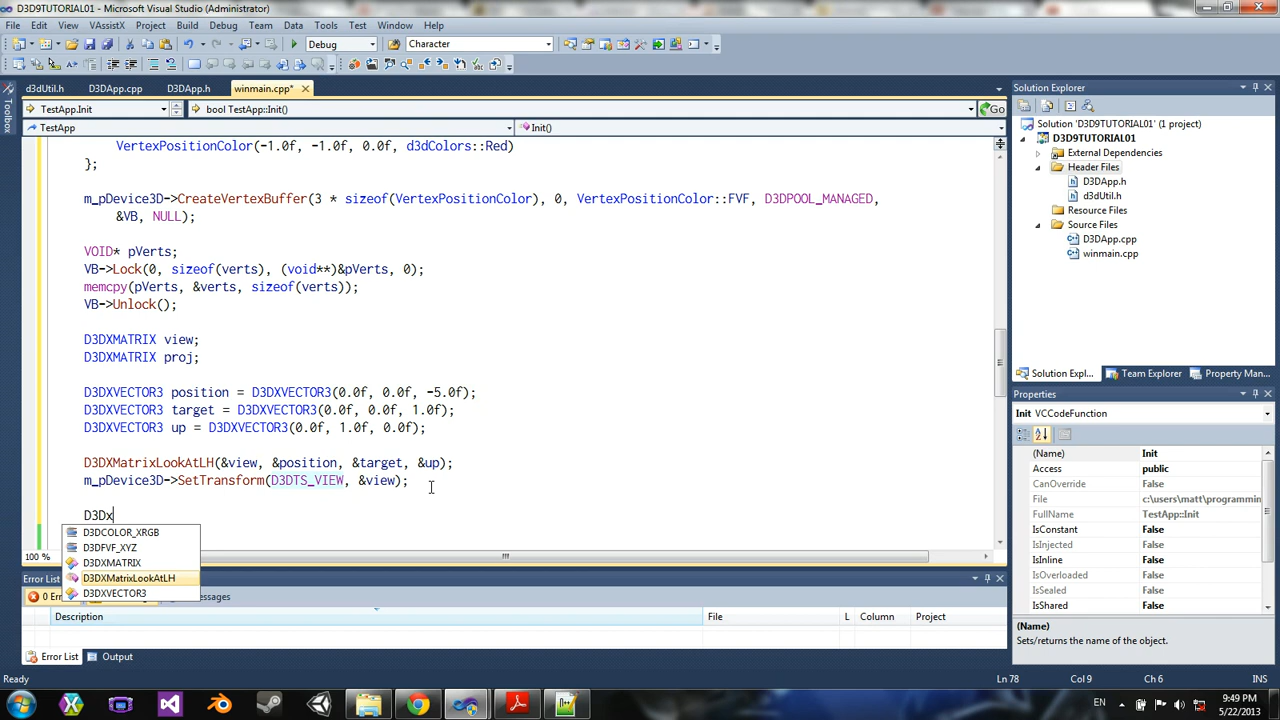 D3D9TUTORIAL01 - Microsoft Visual Studio (Administrator)
File Edit View VAssistX Project Build Debug Team Data Tools Test Window Help
Debug Character
d3dUtil.h D3DApp.cpp D3DApp.h winmain.cpp*
TestApp.Init bool TestApp::Init() Go
TestApp Init()
VertexPositionColor(-1.0f, -1.0f, 0.0f, d3dColors::Red)
};
m_pDevice3D->CreateVertexBuffer(3 * sizeof(VertexPositionColor), 0, VertexPositionColor::FVF, D3DPOOL_MANAGED,
&VB, NULL);
VOID* pVerts;
VB->Lock(0, sizeof(verts), (void**)&pVerts, 0);
memcpy(pVerts, &verts, sizeof(verts));
VB->Unlock();
D3DXMATRIX view;
D3DXMATRIX proj;
D3DXVECTOR3 position = D3DXVECTOR3(0.0f, 0.0f, -5.0f);
D3DXVECTOR3 target = D3DXVECTOR3(0.0f, 0.0f, 1.0f);
D3DXVECTOR3 up = D3DXVECTOR3(0.0f, 1.0f, 0.0f);
D3DXMatrixLookAtLH(&view, &position, &target, &up);
m_pDevice3D->SetTransform(D3DTS_VIEW, &view);
D3Dx
D3DCOLOR_XRGB
D3DFVF_XYZ
D3DXMATRIX
D3DXMatrixLookAtLH
D3DXVECTOR3
100 %
Error List
0 Er
Description File L Column Project
Error List Output
Toolbox
Solution Explorer
Solution 'D3D9TUTORIAL01' (1 project)
D3D9TUTORIAL01
External Dependencies
Header Files
D3DApp.h
d3dUtil.h
Resource Files
Source Files
D3DApp.cpp
winmain.cpp
Solution Expl... Team Explorer Property Man...
Properties
Init VCCodeFunction
(Name) Init
Access public
CanOverride False
File c:\users\matt\programmin
FullName TestApp::Init
IsConstant False
IsInjected False
IsInline False
IsOverloaded False
IsSealed False
IsShared False
(Name)
Sets/returns the name of the object.
Ready Ln 78 Col 9 Ch 6 INS
EN 9:49 PM
5/22/2013